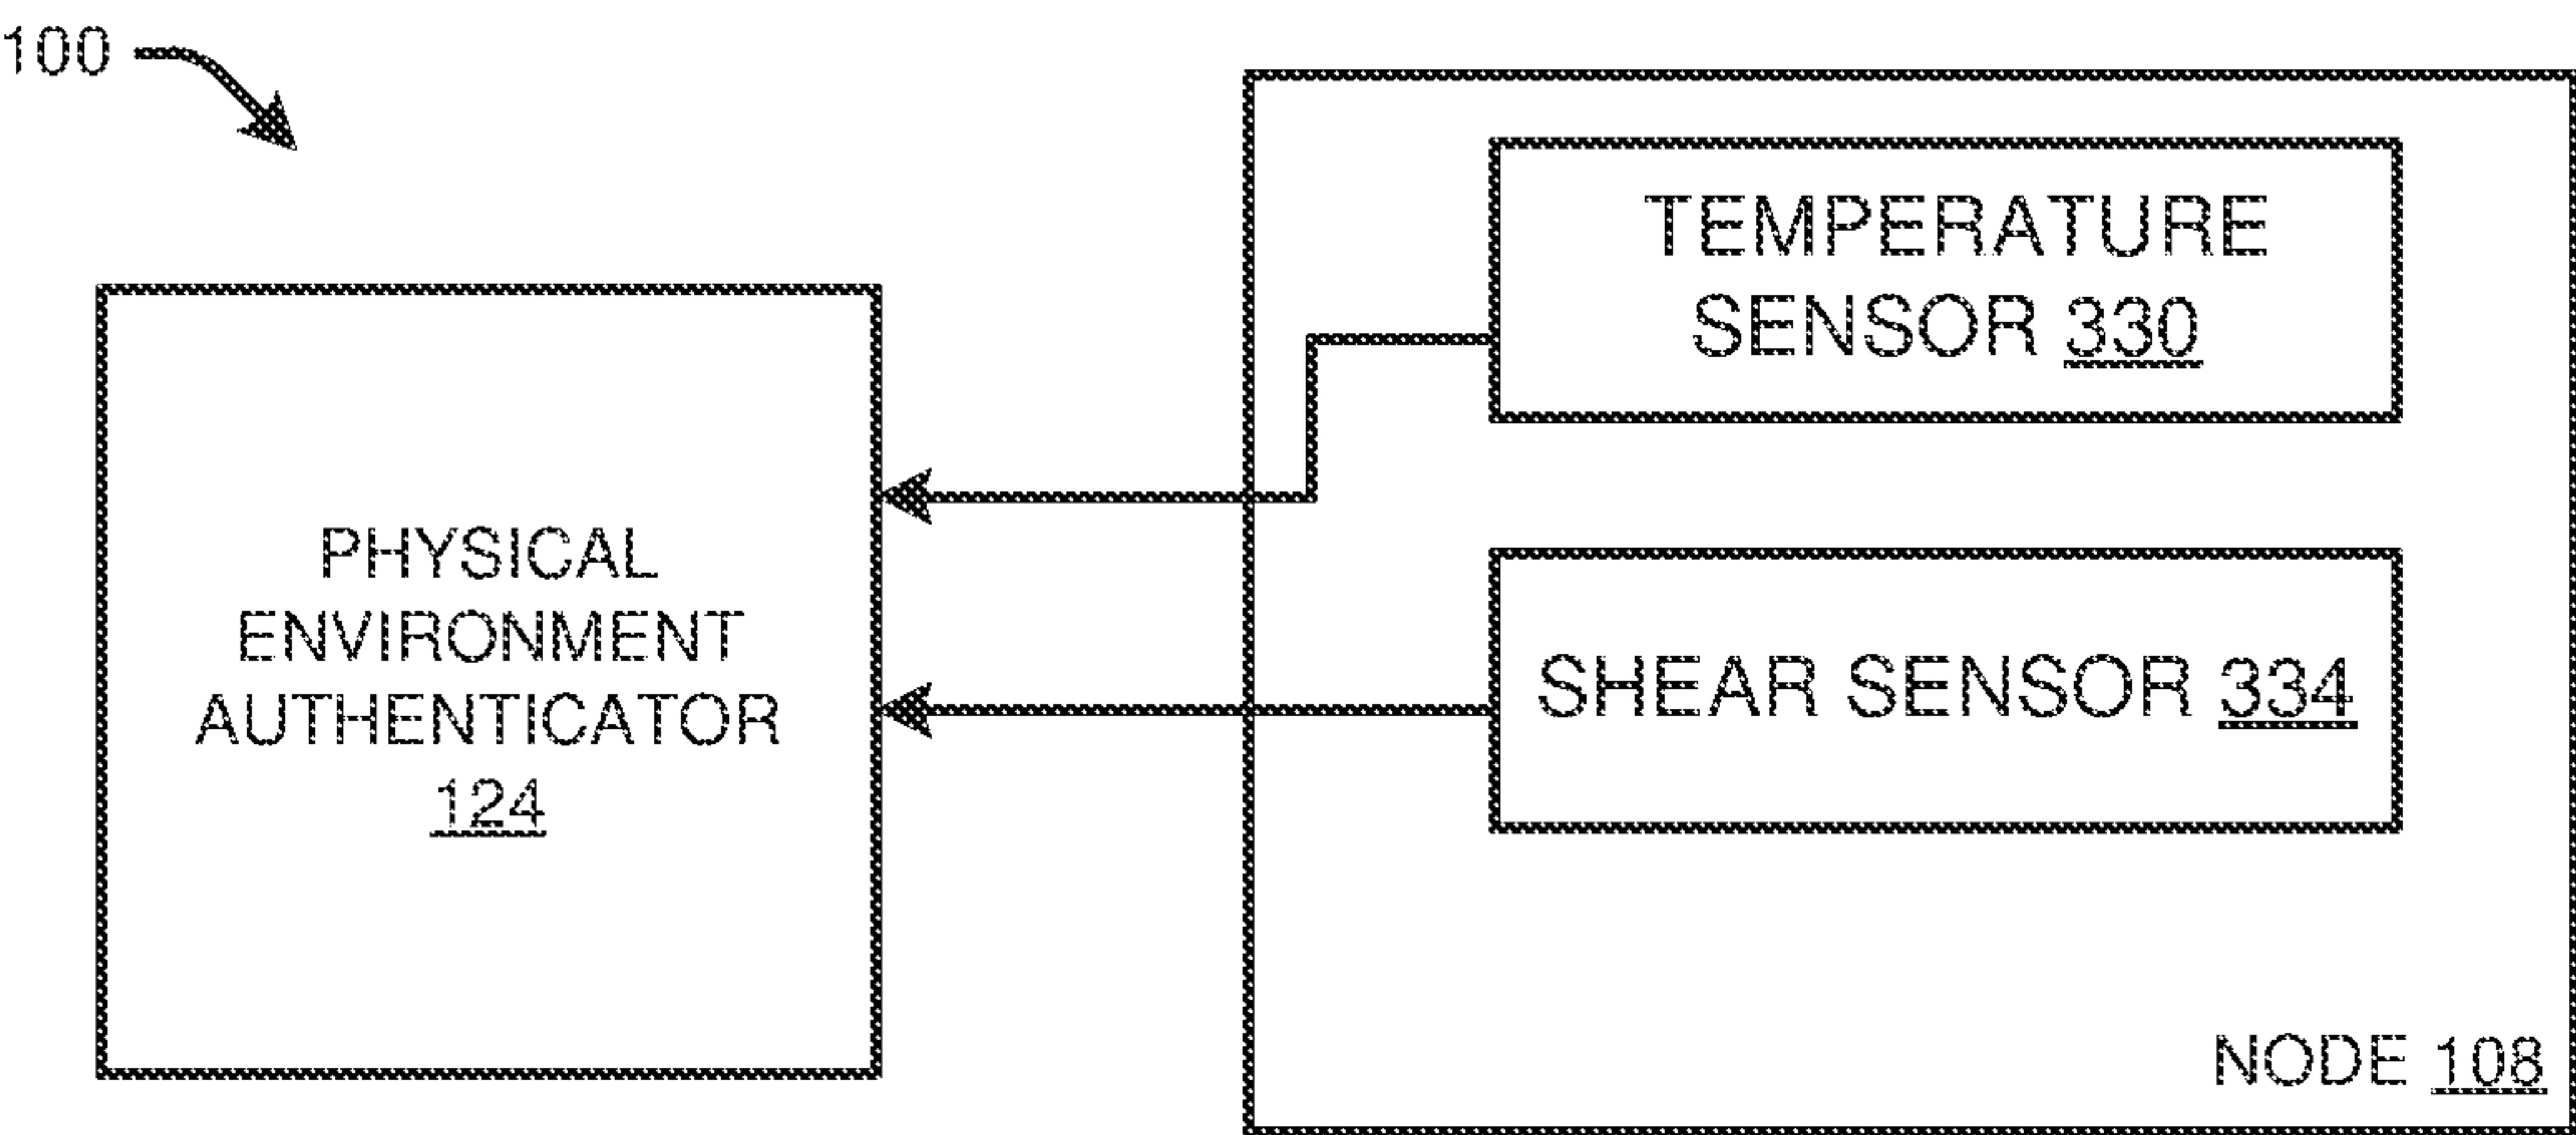 100
PHYSICAL
ENVIRONMENT
AUTHENTICATOR
124
TEMPERATURE
SENSOR 330
SHEAR SENSOR 334
NODE 108